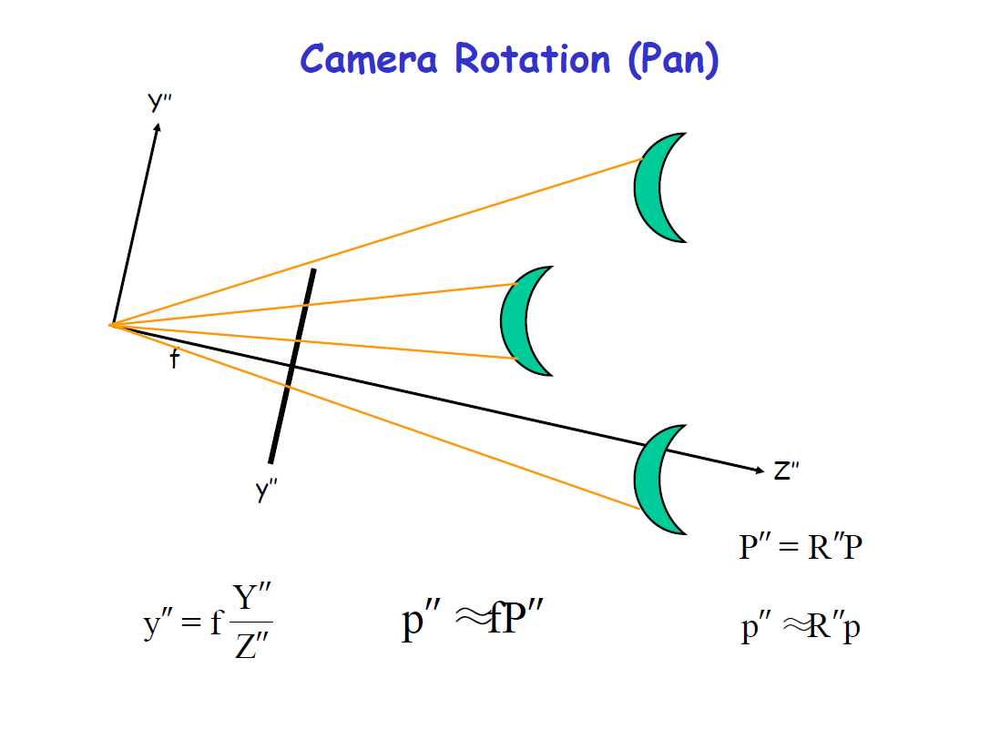 Camera Rotation (Pan)
Y″
f
y″
Z″
P″ = R″P
y″ = f Y″/Z″
p″ ≈fP″
p″ ≈R″p